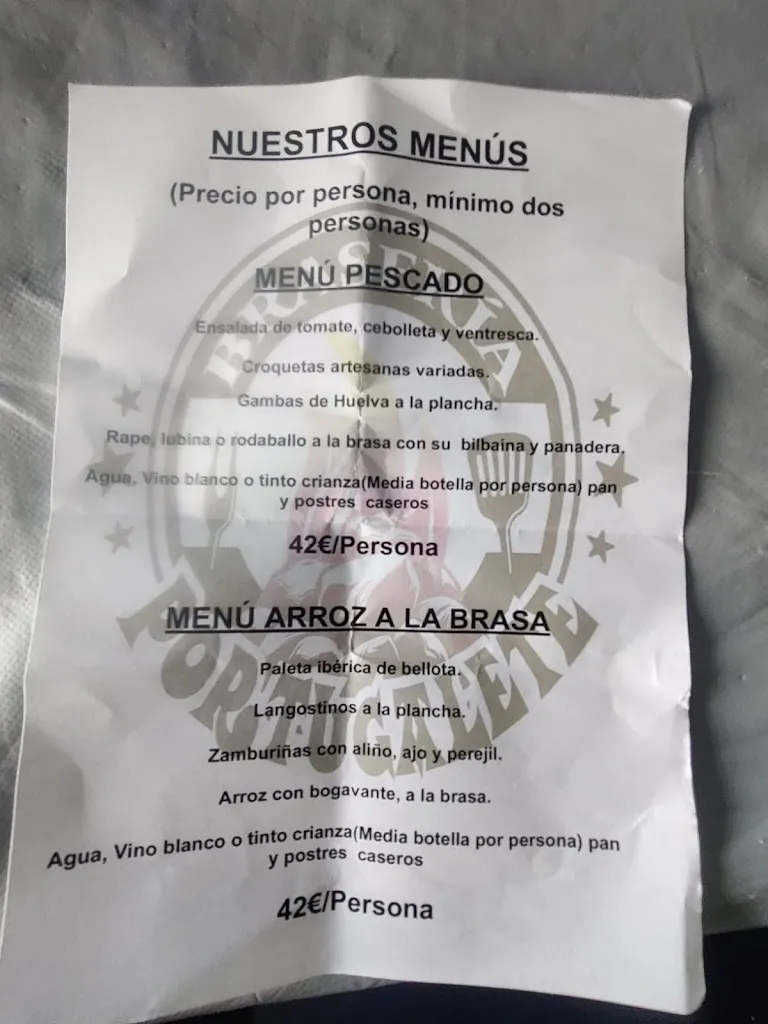 NUESTROS MENÚS
(Precio por persona, mínimo dos
personas)
BRASERÍA
MENÚ PESCADO
Ensalada de tomate, cebolleta y ventresca.
Croquetas artesanas variadas.
Gambas de Huelva a la plancha.
Rape, lubina o rodaballo a la brasa con su bilbaina y panadera.
Agua, Vino blanco o tinto crianza(Media botella por persona) pan
y postres caseros
42€/Persona
MENÚ ARROZ A LA BRASA
PORTUGALETE
Paleta ibérica de bellota.
Langostinos a la plancha.
Zamburiñas con aliño, ajo y perejil.
Arroz con bogavante, a la brasa.
Agua, Vino blanco o tinto crianza(Media botella por persona) pan
y postres caseros
42€/Persona